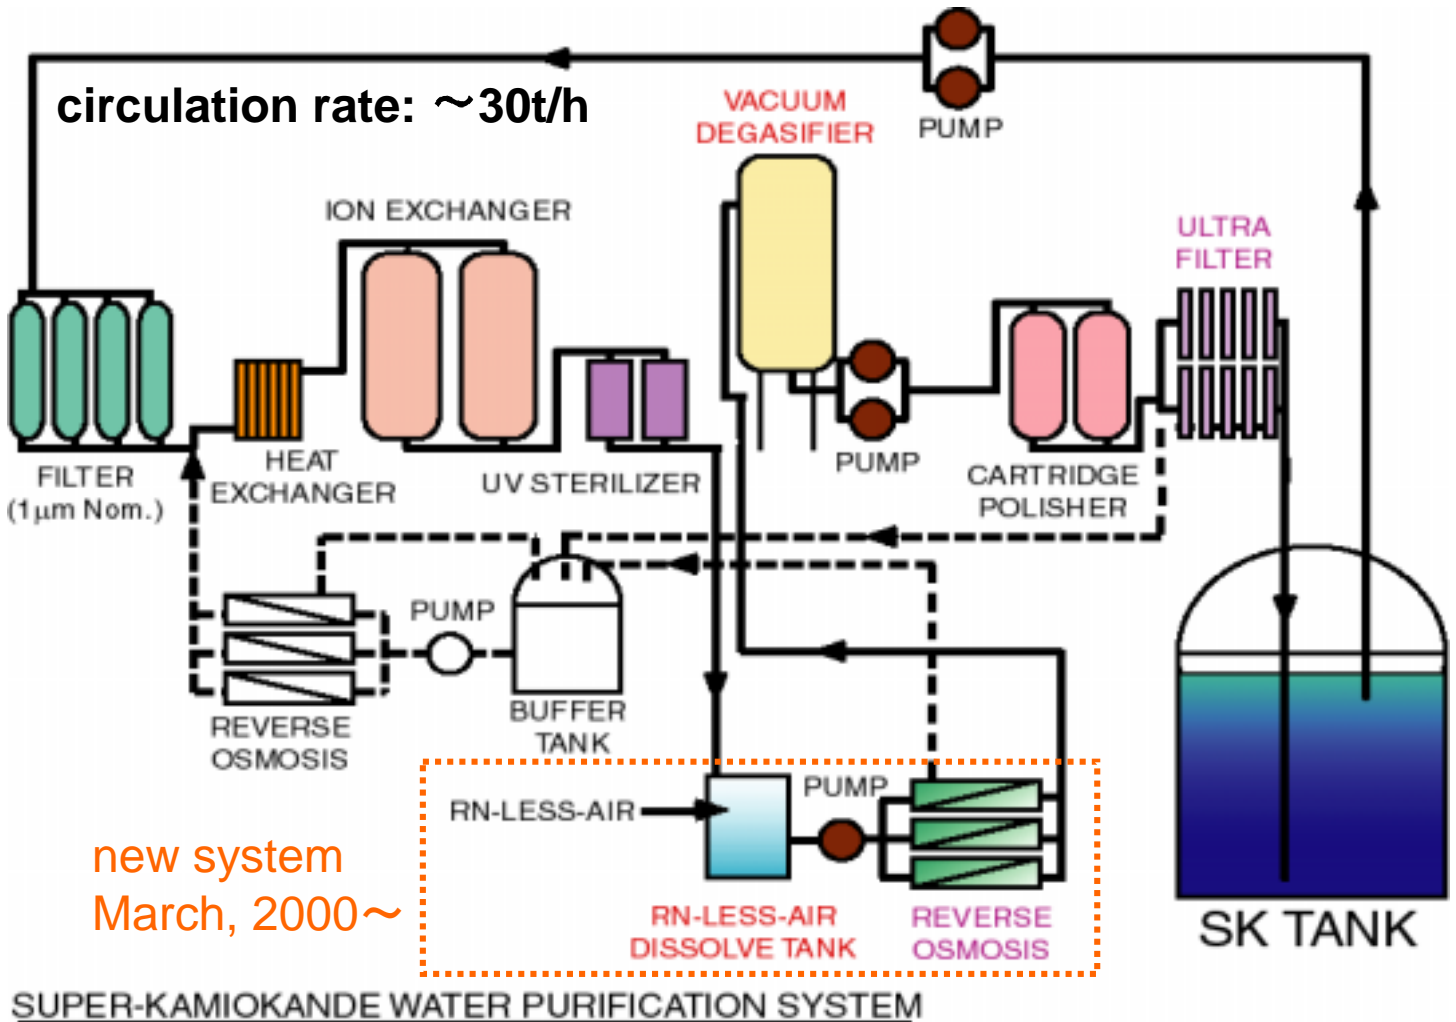 circulation rate: ～30t/h
PUMP
VACUUM
DEGASIFIER
ION EXCHANGER
ULTRA
FILTER
FILTER
(1μm Nom.)
HEAT
EXCHANGER
UV STERILIZER
PUMP
CARTRIDGE
POLISHER
PUMP
REVERSE
OSMOSIS
BUFFER
TANK
RN-LESS-AIR
PUMP
new system
March, 2000～
RN-LESS-AIR
DISSOLVE TANK
REVERSE
OSMOSIS
SK TANK
SUPER-KAMIOKANDE WATER PURIFICATION SYSTEM